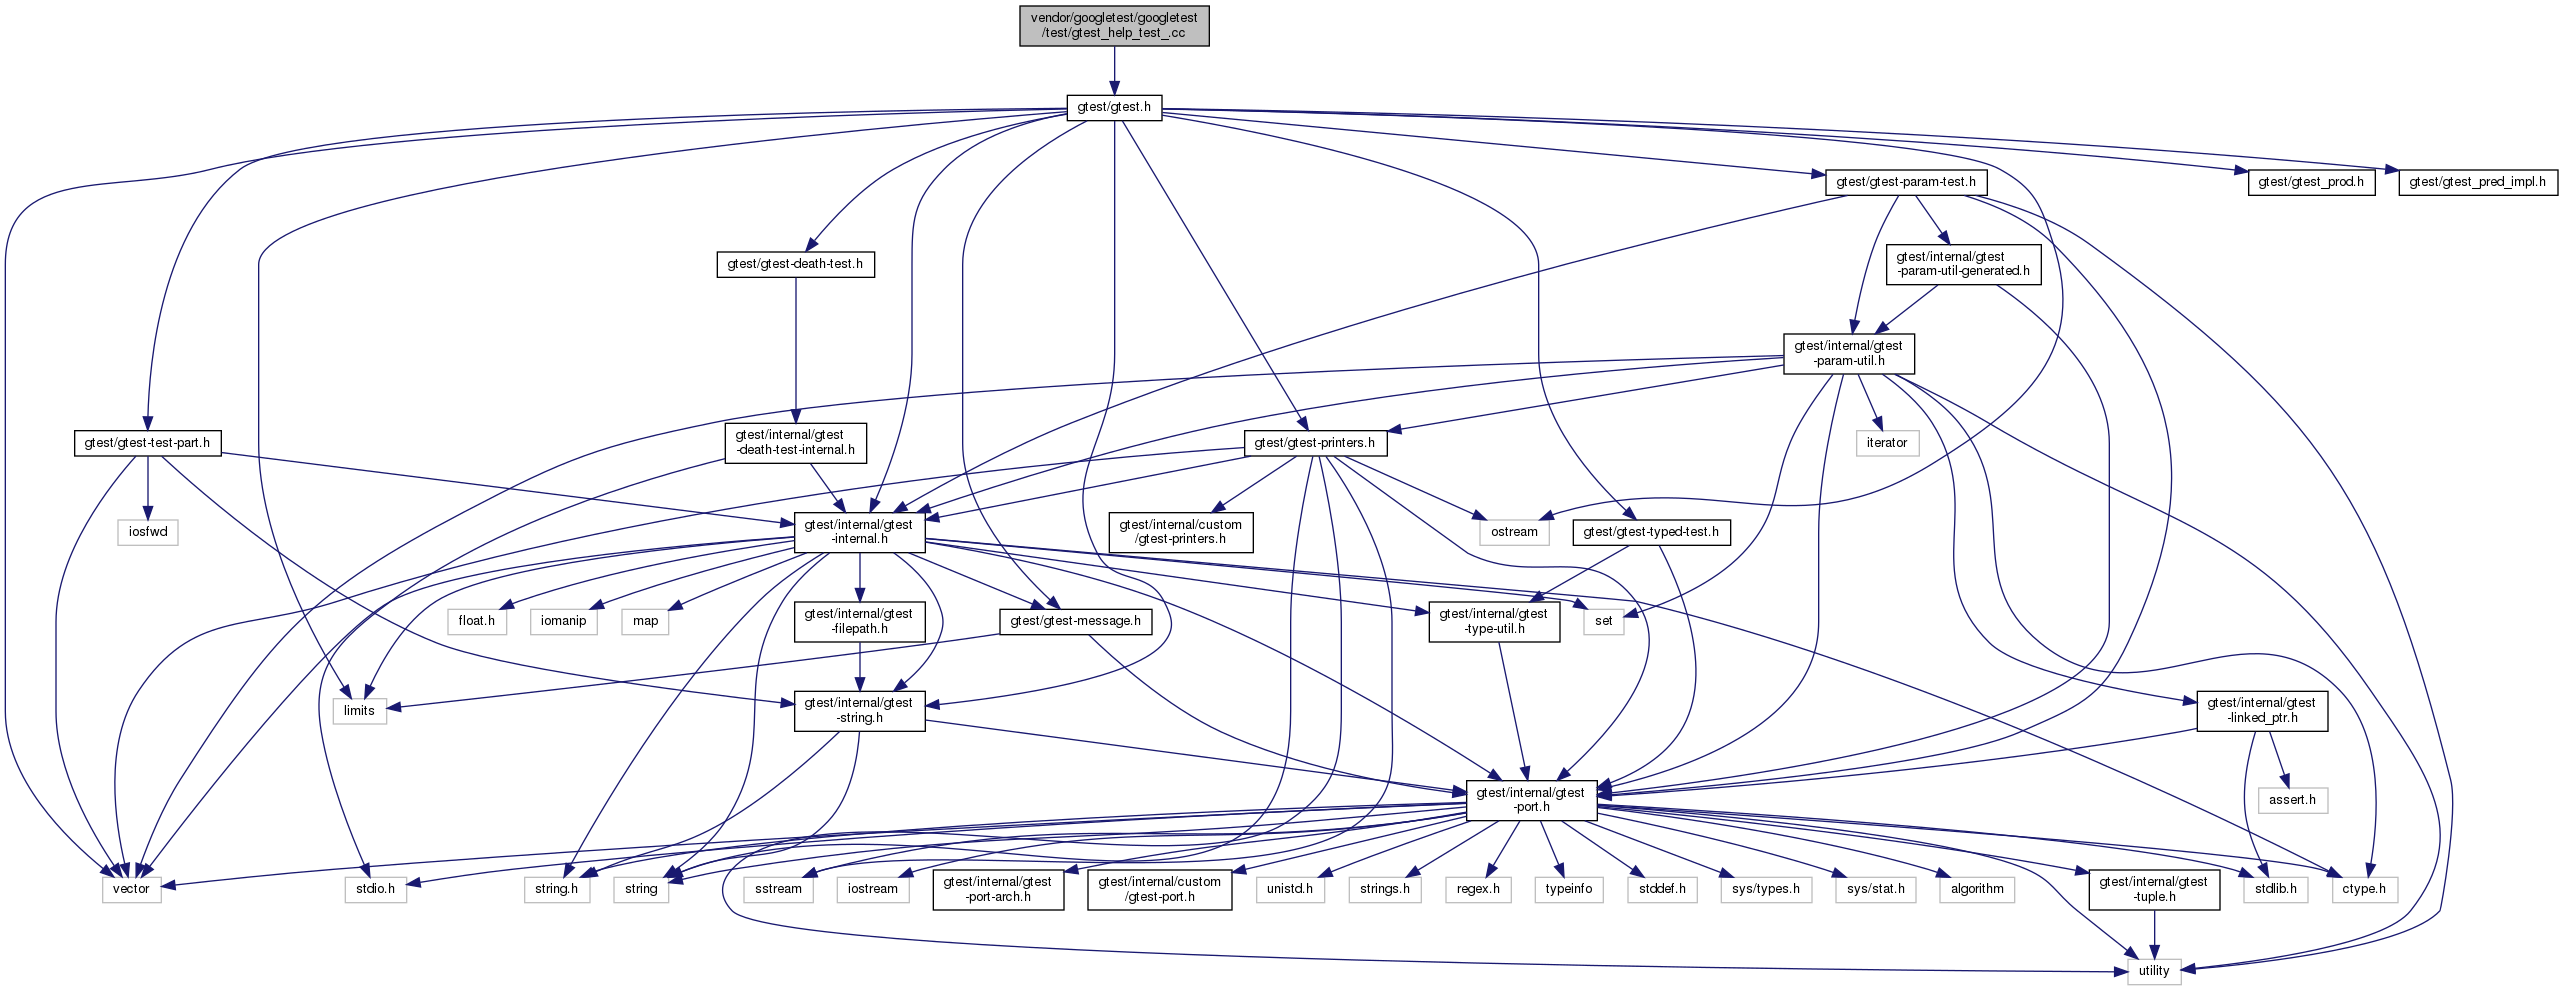 vendor/googletest/googletest
/test/gtest_help_test_.cc
gtest/gtest.h
gtest/gtest-param-test.h
gtest/gtest_prod.h
gtest/gtest_pred_impl.h
gtest/gtest-death-test.h
gtest/internal/gtest
-param-util-generated.h
gtest/internal/gtest
-param-util.h
gtest/gtest-test-part.h
gtest/internal/gtest
-death-test-internal.h
gtest/gtest-printers.h
iterator
iosfwd
gtest/internal/gtest
-internal.h
gtest/internal/custom
/gtest-printers.h
ostream
gtest/gtest-typed-test.h
float.h
iomanip
map
gtest/internal/gtest
-filepath.h
gtest/gtest-message.h
gtest/internal/gtest
-type-util.h
set
limits
gtest/internal/gtest
-string.h
gtest/internal/gtest
-linked_ptr.h
gtest/internal/gtest
-port.h
assert.h
vector
stdio.h
string.h
string
sstream
iostream
gtest/internal/gtest
-port-arch.h
gtest/internal/custom
/gtest-port.h
unistd.h
strings.h
regex.h
typeinfo
stddef.h
sys/types.h
sys/stat.h
algorithm
gtest/internal/gtest
-tuple.h
stdlib.h
ctype.h
utility